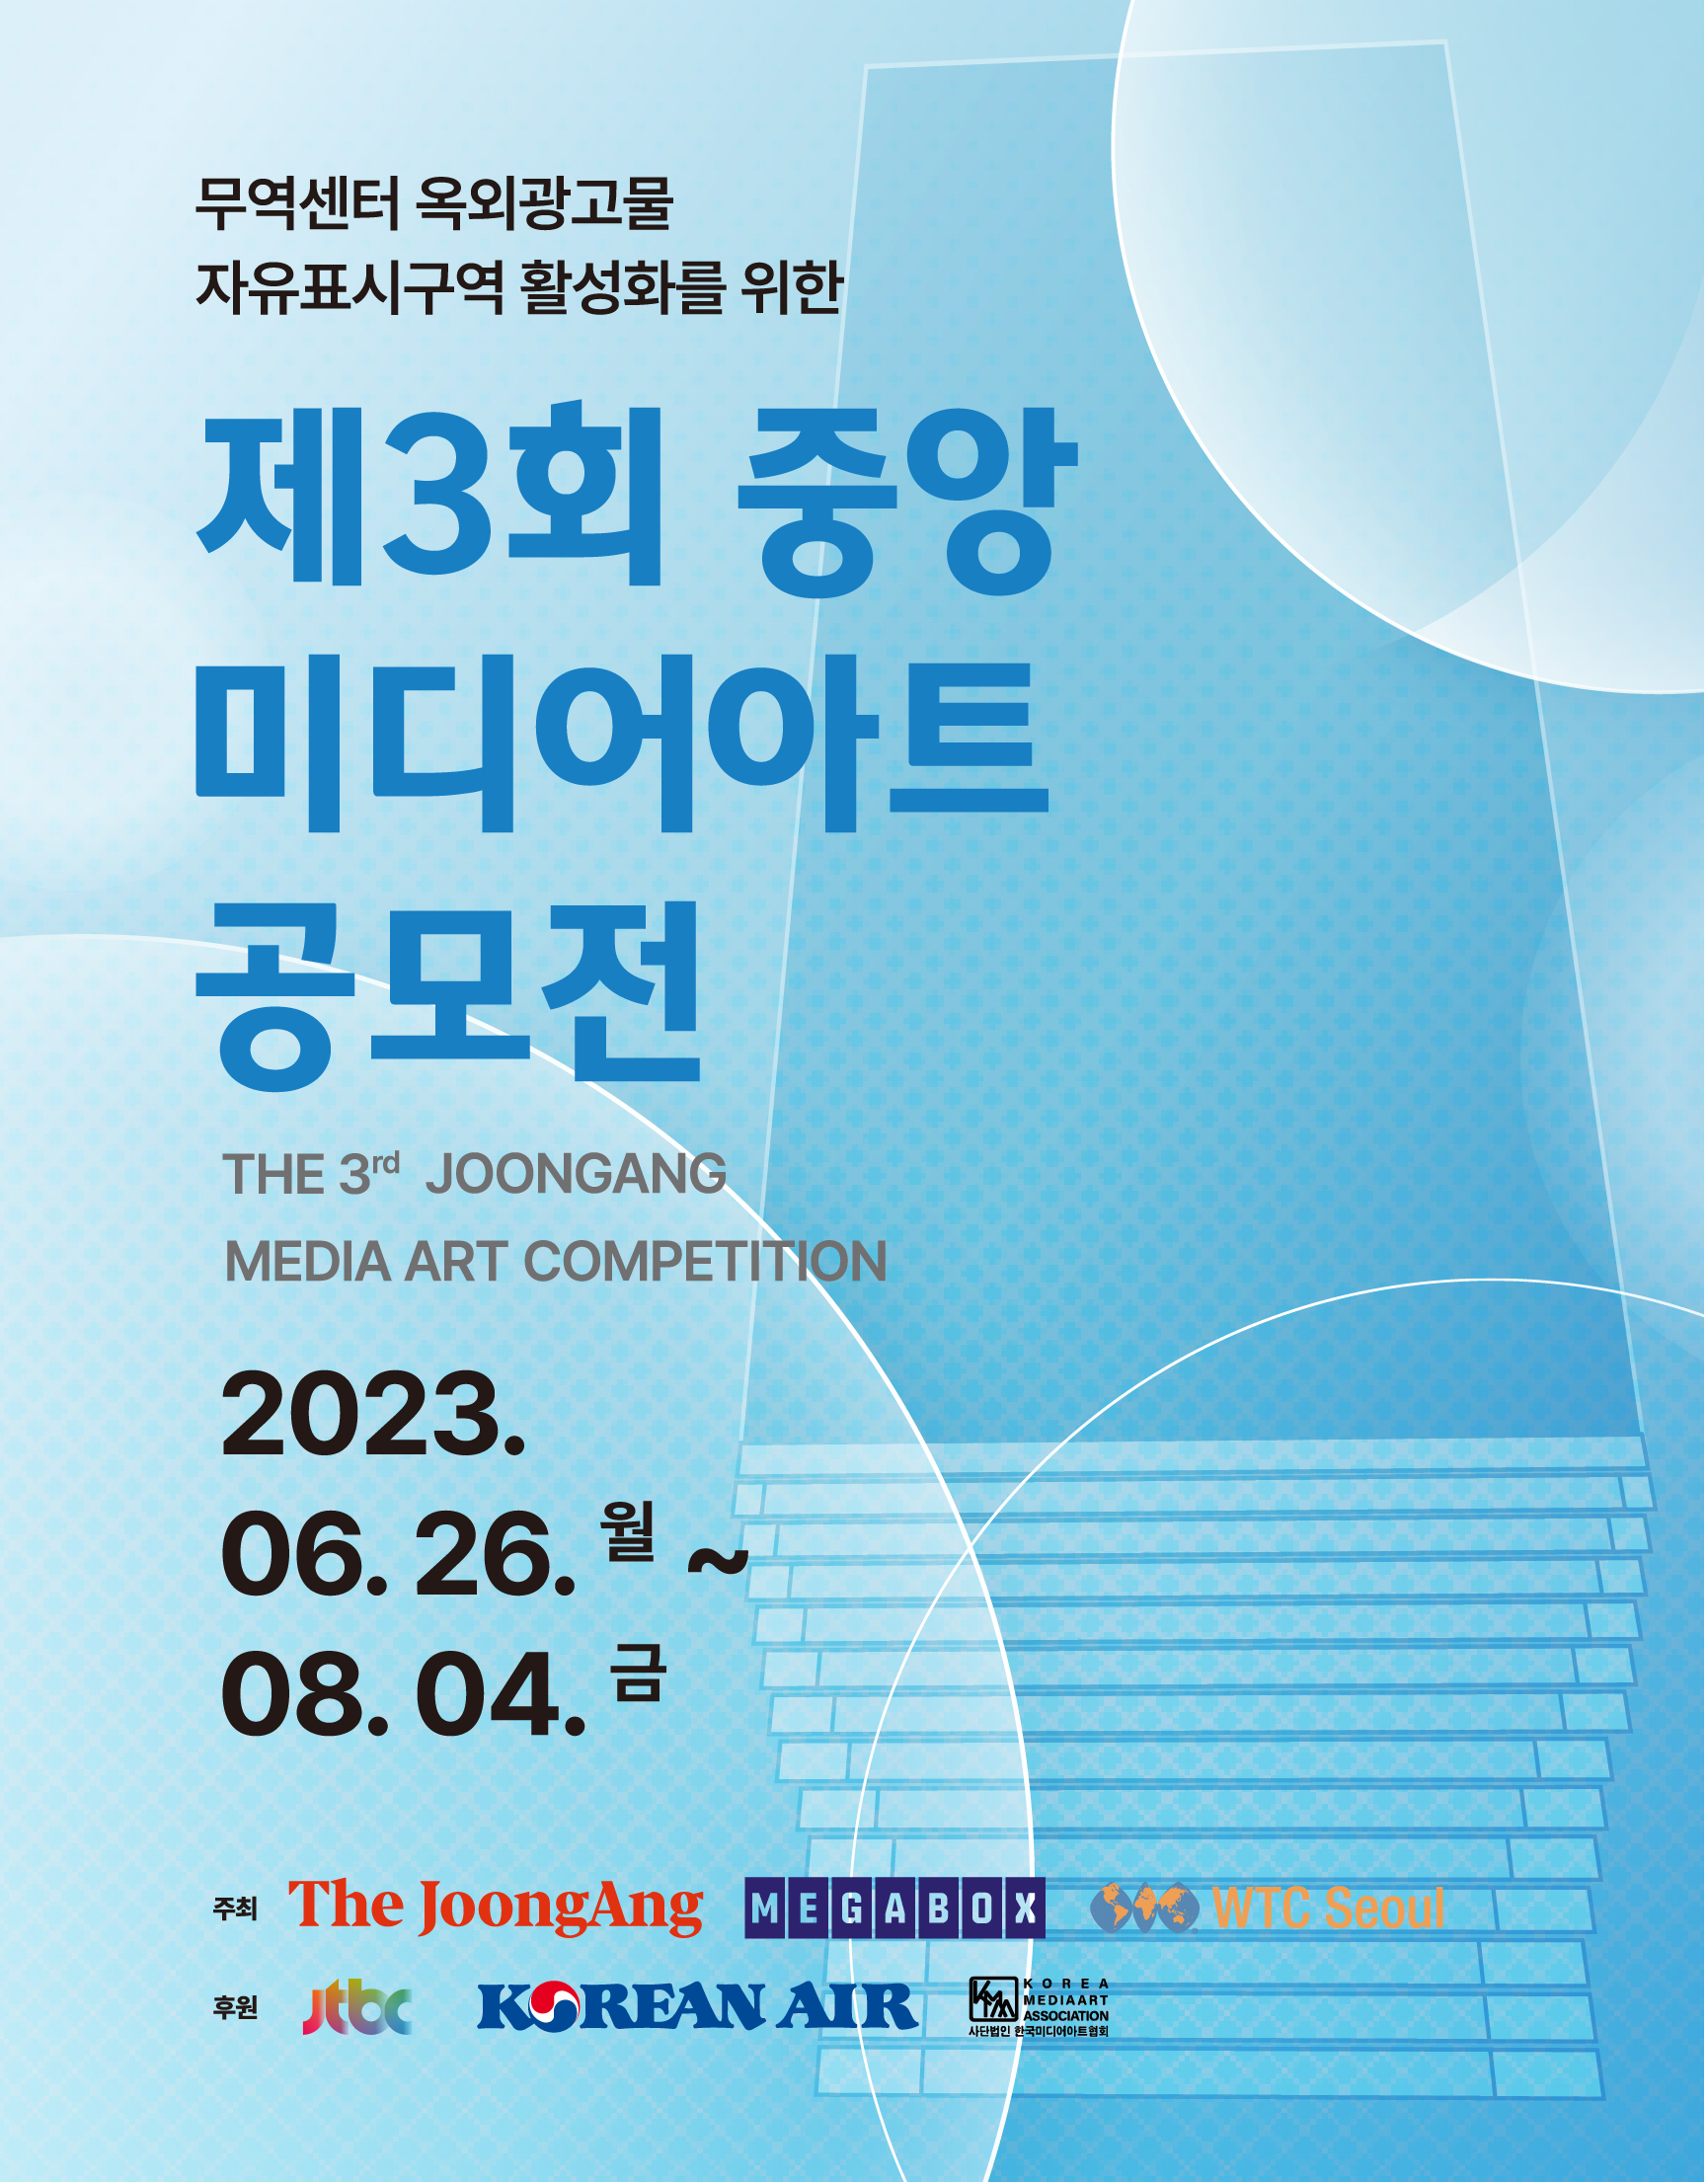 무역센터 옥외광고물
자유표시구역 활성화를 위한
제3회 중앙
미디어아트
공모전
THE 3rd JOONGANG
MEDIA ART COMPETITION
2023.
06. 26. 월 ~
08. 04. 금
주최 The JoongAng MEGABOX WTC Seoul
후원 jtbc KOREAN AIR KMAA KOREA
MEDIAART
ASSOCIATION
사단법인 한국미디어아트협회